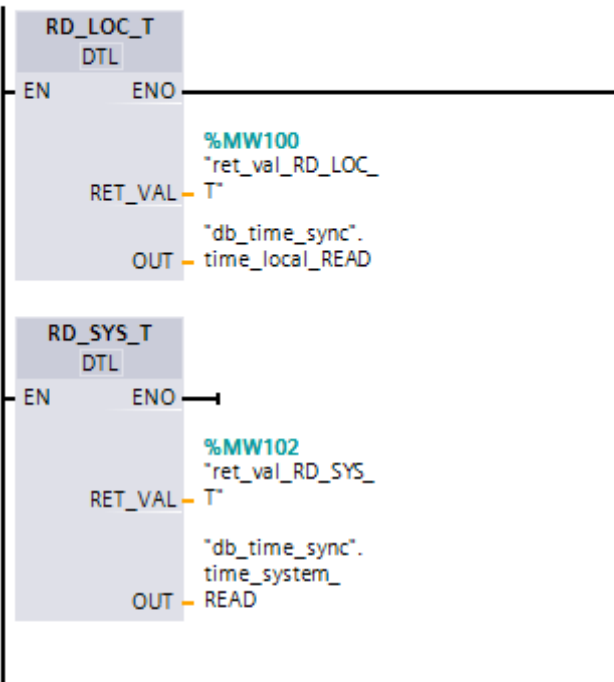 RD_LOC_T
DTL
EN ENO
%MW100
"ret_val_RD_LOC_
RET_VAL T"
"db_time_sync".
OUT time_local_READ
RD_SYS_T
DTL
EN ENO
%MW102
"ret_val_RD_SYS_
RET_VAL T"
"db_time_sync".
time_system_
OUT READ